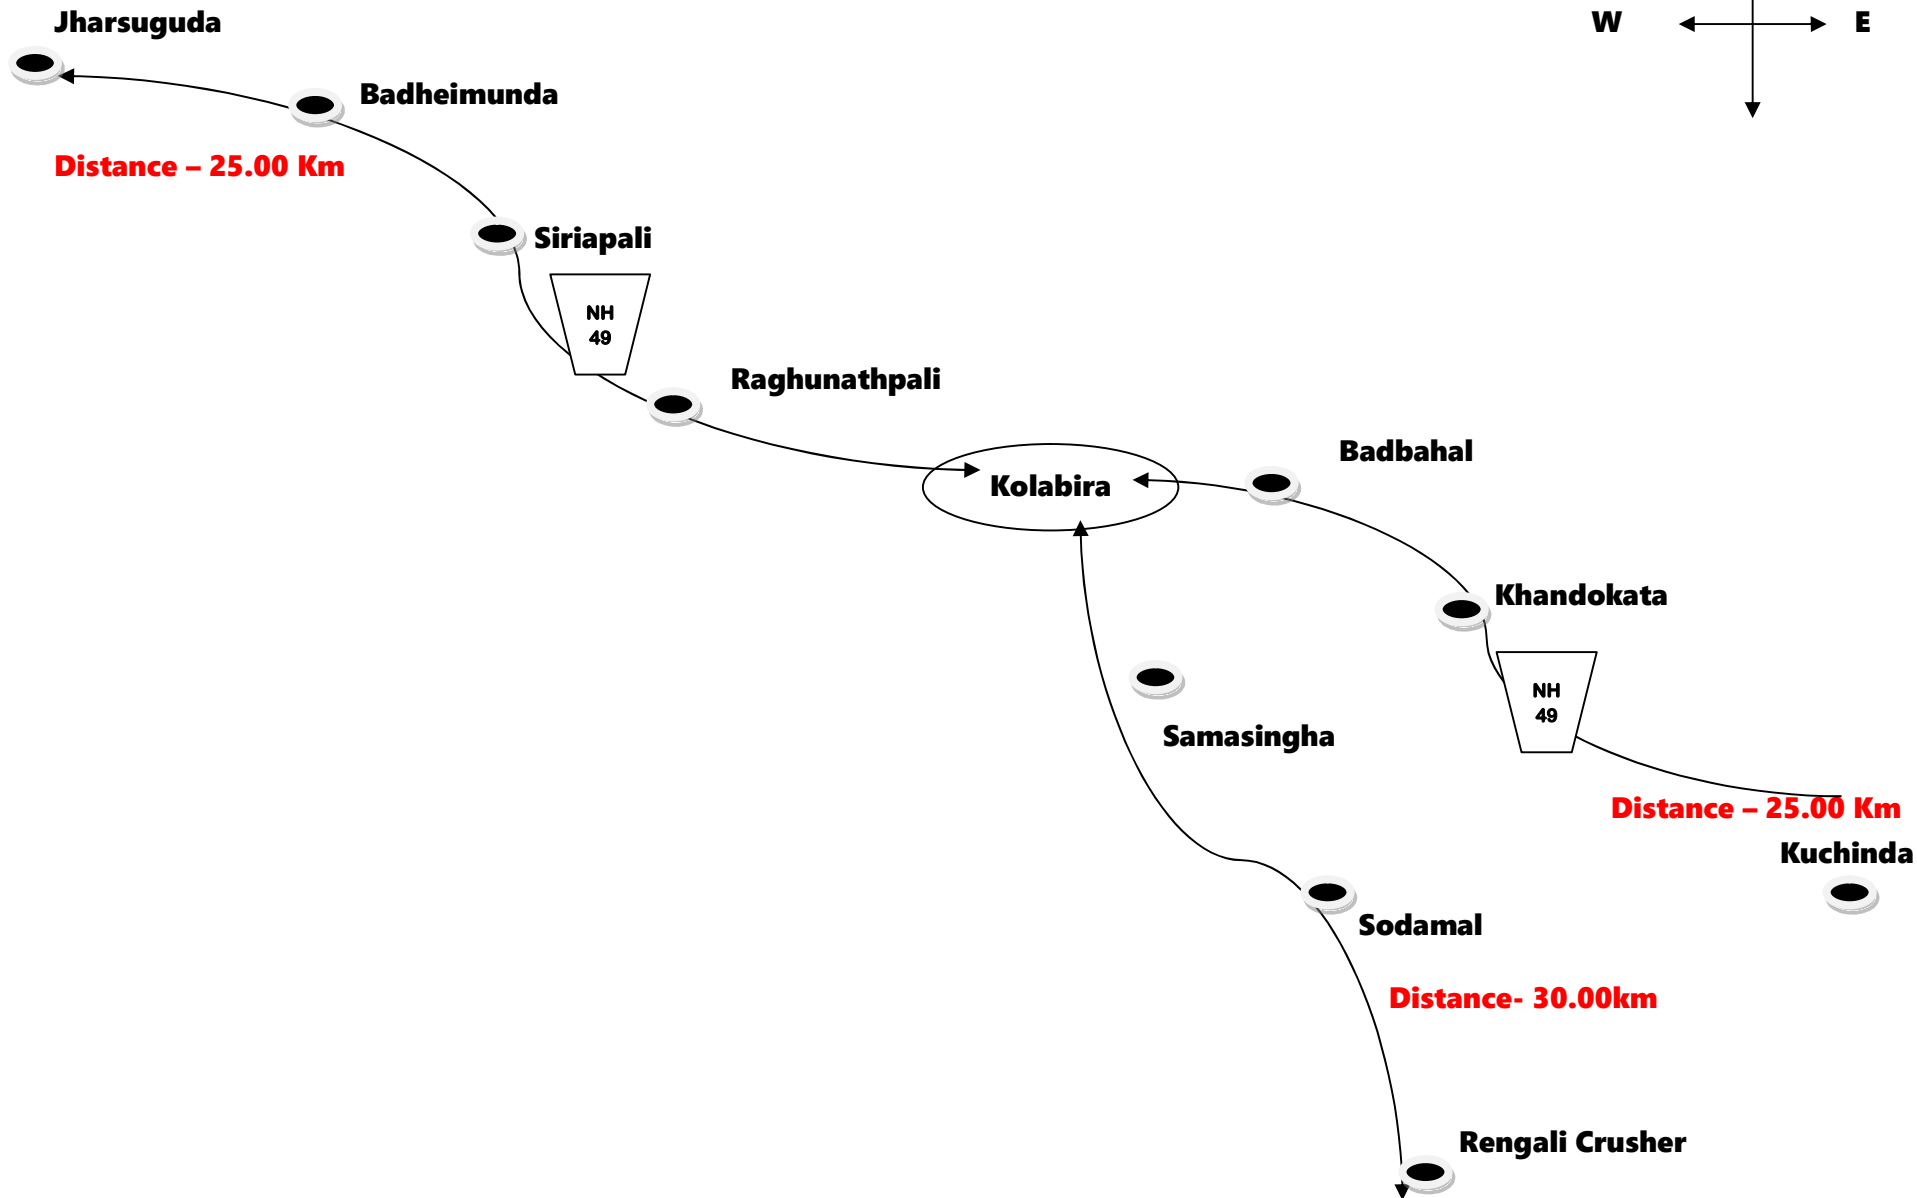 Jharsuguda
W
E
Badheimunda
Distance – 25.00 Km
Siriapali
NH
49
Raghunathpali
Badbahal
Kolabira
Khandokata
NH
49
Samasingha
Distance – 25.00 Km
Kuchinda
Sodamal
Distance- 30.00km
Rengali Crusher